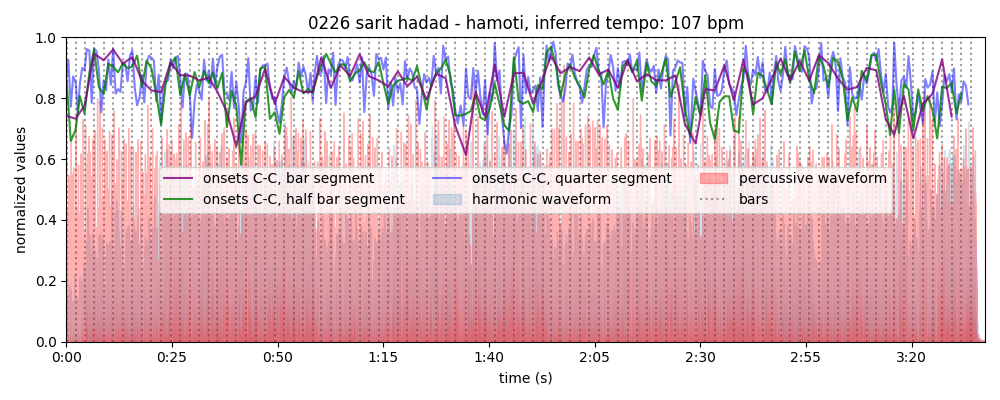 0226 sarit hadad - hamoti, inferred tempo: 107 bpm
1.0
0.8
0.6
0.4
0.2
0.0
normalized values
onsets C-C, bar segment
onsets C-C, half bar segment
onsets C-C, quarter segment
harmonic waveform
percussive waveform
bars
0:00 0:25 0:50 1:15 1:40 2:05 2:30 2:55 3:20
time (s)